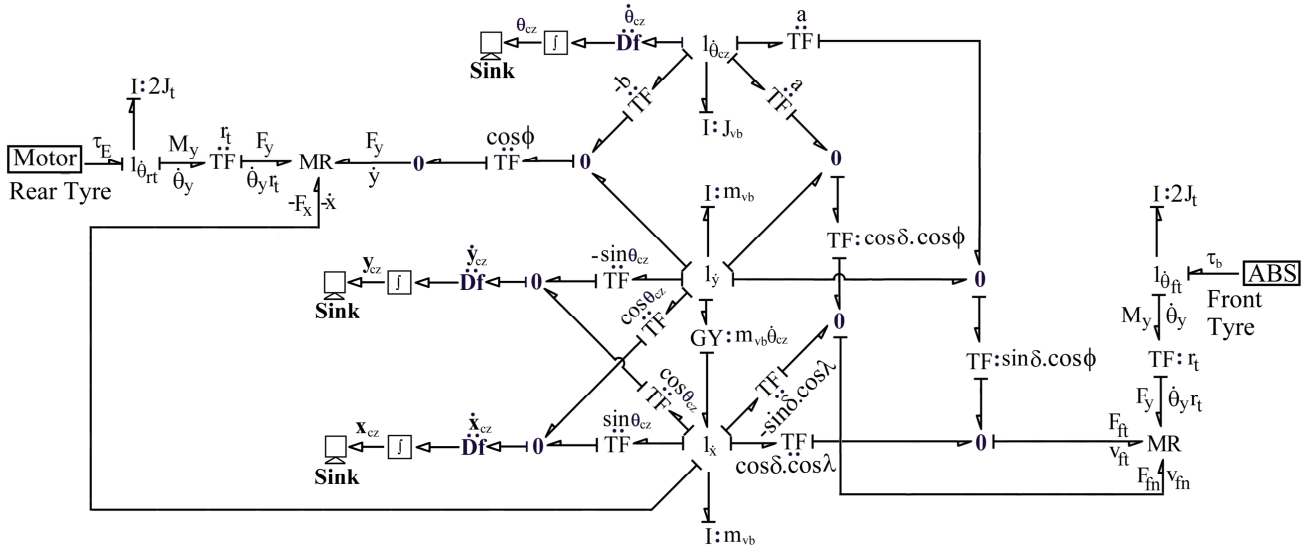 a
θ̇cz
θcz
∫
Df
1θ̇cz
TF
Sink
-b
TF
a
TF
I:2Jt
I:Jvb
τE
My
rt
Fy
Fy
cosϕ
Motor
1θ̇rt
TF
MR
0
TF
0
0
Rear Tyre
θ̇y
θ̇yrt
ẏ
-Fx
-ẋ
I:mvb
I:2Jt
TF:cosδ.cosϕ
ẏcz
-sinθcz
ycz
∫
Df
0
TF
1ẏ
0
τb
1θ̇ft
ABS
Sink
cosθcz
TF
Front
Tyre
My
θ̇y
0
GY:mvbθ̇cz
TF:sinδ.cosϕ
TF:rt
cosθcz
TF
TF
-sinδ.cosλ
Fy
θ̇yrt
ẋcz
sinθcz
xcz
∫
Df
0
TF
1ẋ
TF
0
Fft
vft
MR
Sink
cosδ.cosλ
Ffn
vfn
I:mvb